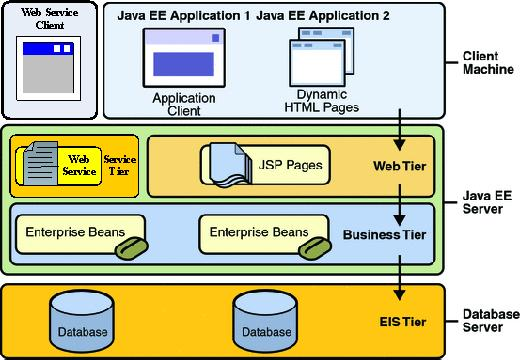 Web Service
Client
Java EE Application 1 Java EE Application 2
Application
Client
Dynamic
HTML Pages
Client
Machine
Web
Service
Service
Tier
JSP Pages
Web Tier
Java EE
Server
Enterprise Beans
Enterprise Beans
Business Tier
Database
Database
EIS Tier
Database
Server